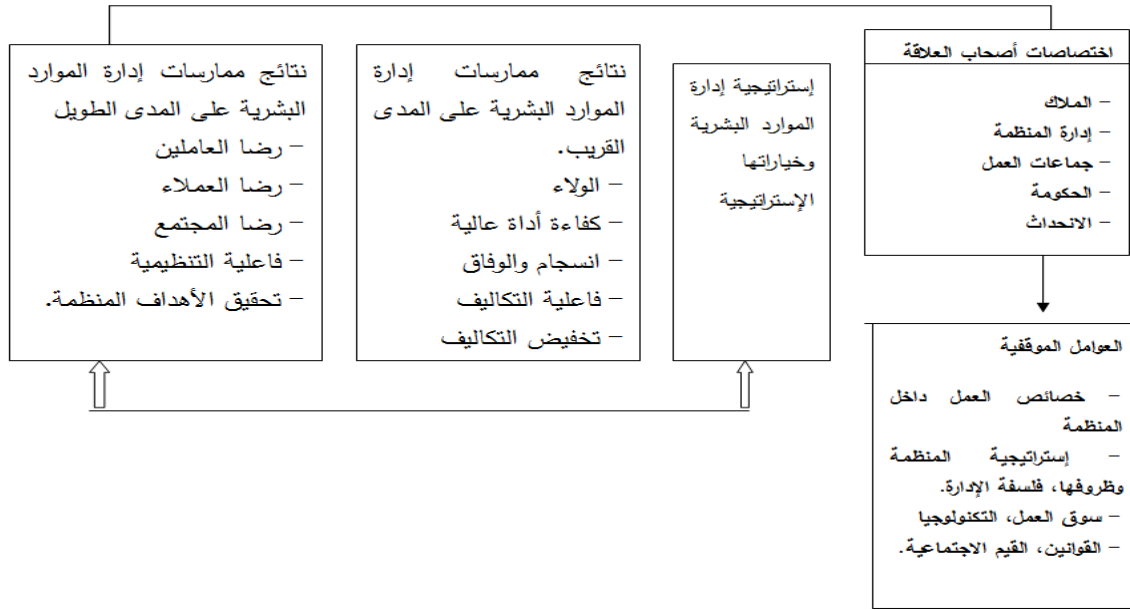 اختصاصات أصحاب العلاقة
– الملاك
– إدارة المنظمة
– جماعات العمل
– الحكومة
– الانحداث
العوامل الموقفية
– خصائص العمل داخل
المنظمة
– إستراتيجية المنظمة
وظروفها، فلسفة الإدارة.
– سوق العمل، التكنولوجيا
– القوانين، القيم الاجتماعية.
إستراتيجية إدارة
الموارد البشرية
وخياراتها
الإستراتيجية
نتائج ممارسات إدارة
الموارد البشرية على المدى
القريب.
– الولاء
– كفاءة أداة عالية
– انسجام والوفاق
– فاعلية التكاليف
– تخفيض التكاليف
نتائج ممارسات إدارة الموارد
البشرية على المدى الطويل
– رضا العاملين
– رضا العملاء
– رضا المجتمع
– فاعلية التنظيمية
– تحقيق الأهداف المنظمة.